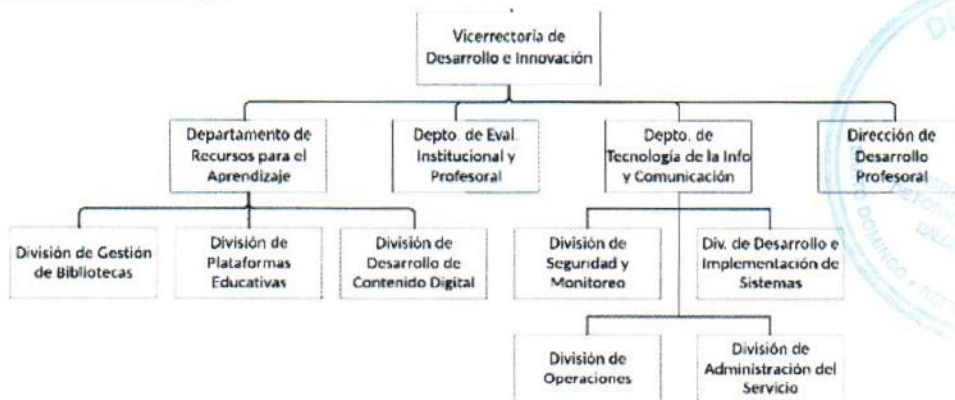 Vicerrectoría de
Desarrollo e Innovación
Departamento de
Recursos para el
Aprendizaje
Depto. de Eval.
Institucional y
Profesoral
Depto. de
Tecnología de la Info
y Comunicación
Dirección de
Desarrollo
Profesoral
División de Gestión
de Bibliotecas
División de
Plataformas
Educativas
División de
Desarrollo de
Contenido Digital
División de
Seguridad y
Monitoreo
Div. de Desarrollo e
Implementación de
Sistemas
División de
Operaciones
División de
Administración del
Servicio
DOMINGO